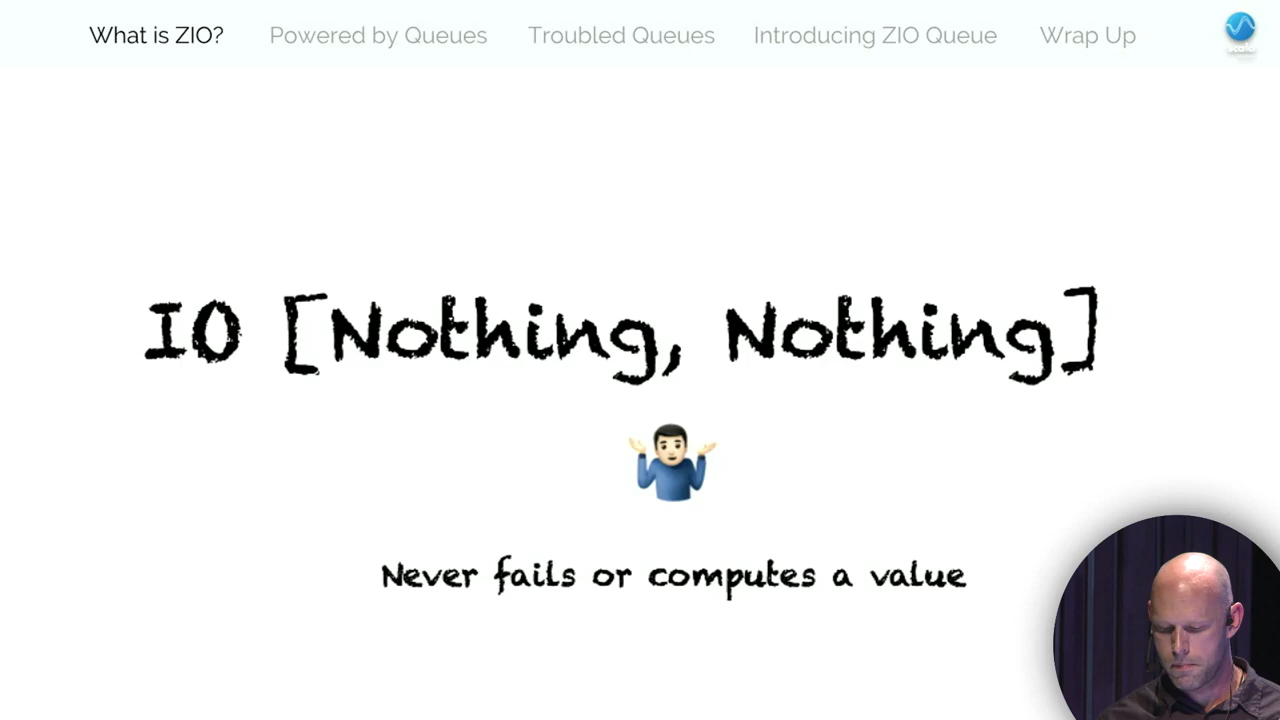 What is ZIO? Powered by Queues Troubled Queues Introducing ZIO Queue Wrap Up
IO [Nothing, Nothing]
Never fails or computes a value